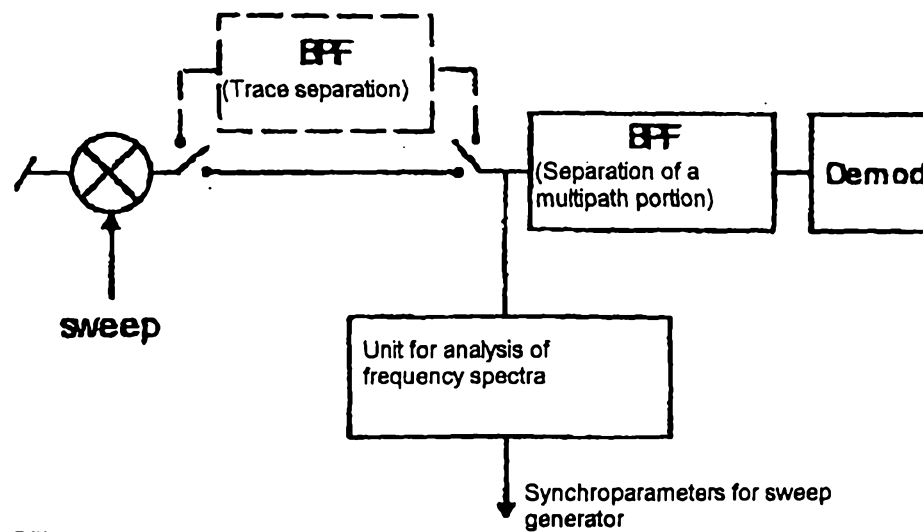 BPF
(Trace separation)
BPF
(Separation of a
multipath portion)
Demod
sweep
Unit for analysis of
frequency spectra
Synchroparameters for sweep
generator